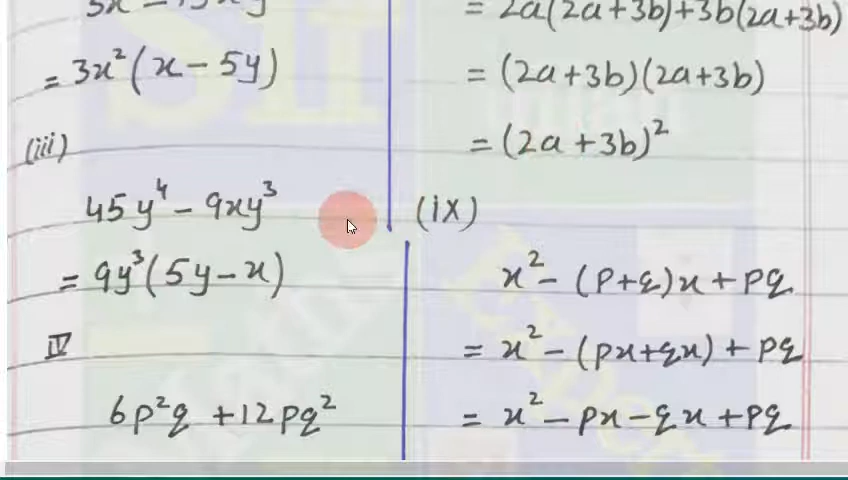 = 3x²(x − 5y)
(iii)
45y⁴ − 9xy³
= 9y³(5y − x)
IV
6p²q + 12pq²
= 2a(2a+3b)+3b(2a+3b)
= (2a+3b)(2a+3b)
= (2a+3b)²
(ix)
x² − (p+q)x + pq
= x² − (px+qx) + pq
= x² − px − qx + pq